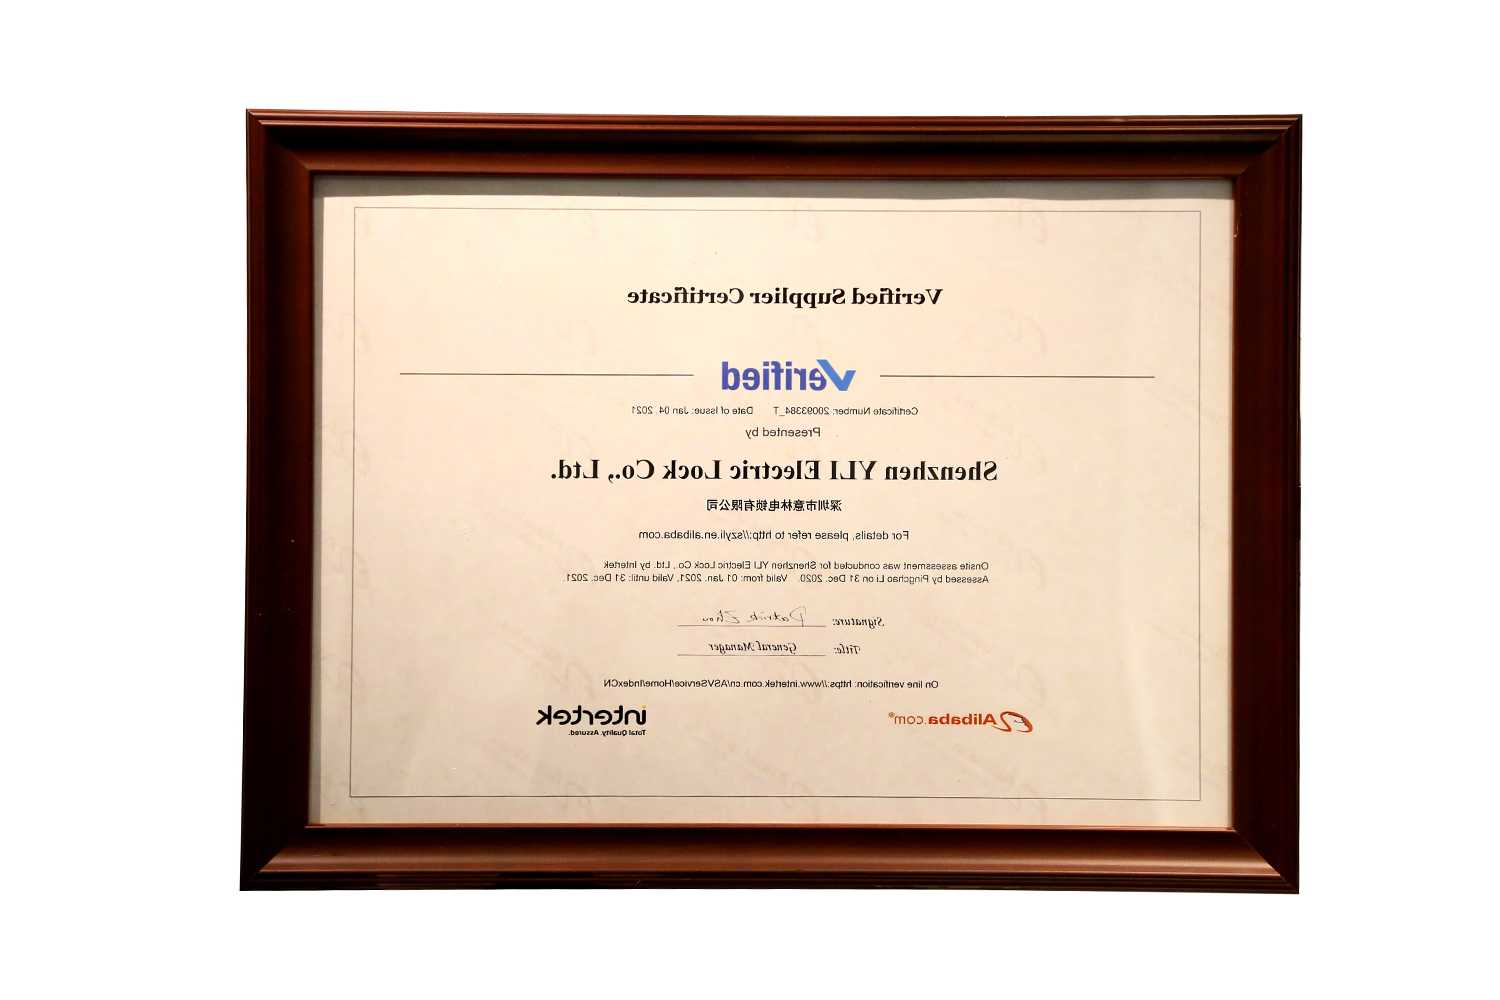 Verified Supplier Certificate
Verified
Certificate Number: 20093384_T Date of Issue: Jan 04. 2021
Presented by
Shenzhen YLI Electric Lock Co., Ltd.
深圳市意林电锁有限公司
For details, please refer to http://szyli.en.alibaba.com
Onsite assessment was conducted for Shenzhen YLI Electric Lock Co., Ltd. by Intertek
Assessed by Pingchao Li on 31 Dec. 2020. Valid from: 01 Jan. 2021, Valid until: 31 Dec. 2021.
Signature: Patrick Zhou
Title: General Manager
On line verification: https://www.intertek.com.cn/ASVService/Home/IndexCN
Alibaba.com®
intertek
Total Quality. Assured.